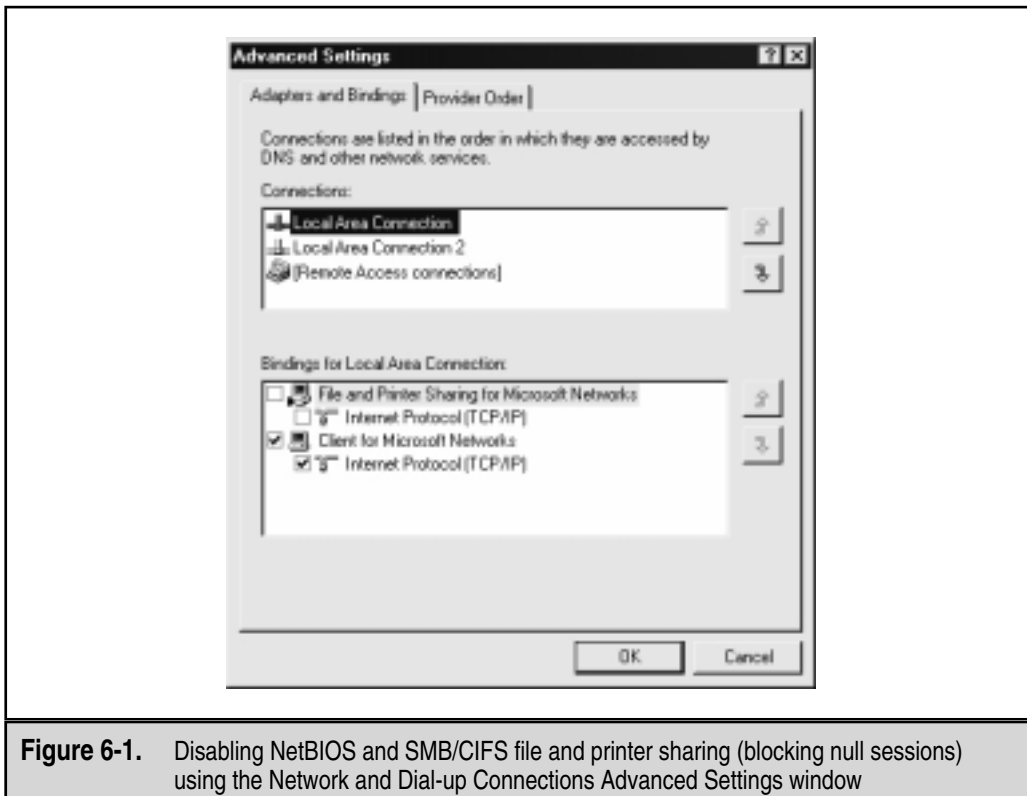 Advanced Settings
Adapters and Bindings
Provider Order
Connections are listed in the order in which they are accessed by
DNS and other network services.
Connections:
Local Area Connection
Local Area Connection 2
[Remote Access connections]
Bindings for Local Area Connection:
File and Printer Sharing for Microsoft Networks
Internet Protocol (TCP/IP)
Client for Microsoft Networks
Internet Protocol (TCP/IP)
OK
Cancel
Figure 6-1. Disabling NetBIOS and SMB/CIFS file and printer sharing (blocking null sessions)
using the Network and Dial-up Connections Advanced Settings window